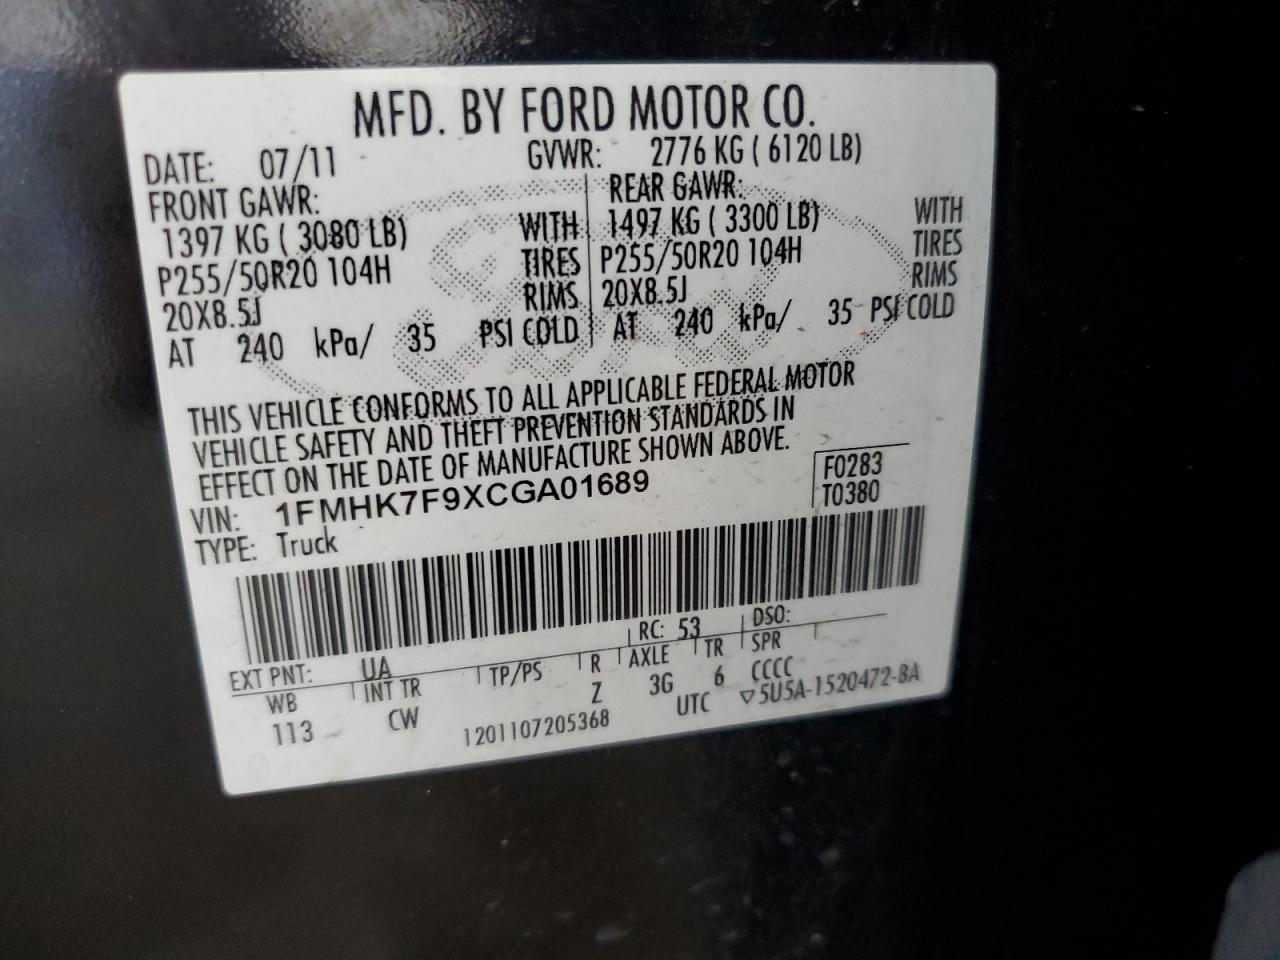 MFD. BY FORD MOTOR CO.
DATE: 07/11 GVWR: 2776 KG ( 6120 LB)
FRONT GAWR: REAR GAWR:
1397 KG ( 3080 LB) WITH 1497 KG ( 3300 LB) WITH
P255/50R20 104H TIRES P255/50R20 104H TIRES
20X8.5J RIMS 20X8.5J RIMS
AT 240 kPa/ 35 PSI COLD AT 240 kPa/ 35 PSI COLD
THIS VEHICLE CONFORMS TO ALL APPLICABLE FEDERAL MOTOR
VEHICLE SAFETY AND THEFT PREVENTION STANDARDS IN
EFFECT ON THE DATE OF MANUFACTURE SHOWN ABOVE.
VIN: 1FMHK7F9XCGA01689 F0283
TYPE: Truck T0380
EXT PNT: UA RC: 53 DSO:
WB INT TR TP/PS R AXLE TR SPR
113 CW Z 3G 6 CCCC
1201107205368 UTC ▽5U5A-1520472-BA